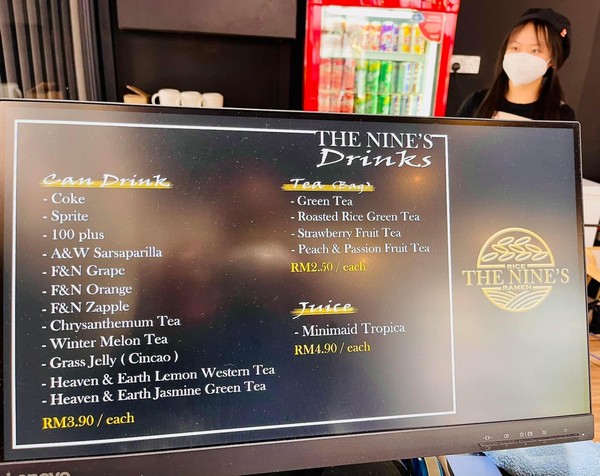 THE NINE'S
Drinks
Can Drink
- Coke
- Sprite
- 100 plus
- A&W Sarsaparilla
- F&N Grape
- F&N Orange
- F&N Zapple
- Chrysanthemum Tea
- Winter Melon Tea
- Grass Jelly ( Cincao )
- Heaven & Earth Lemon Western Tea
- Heaven & Earth Jasmine Green Tea
RM3.90 / each
Tea (Bag)
- Green Tea
- Roasted Rice Green Tea
- Strawberry Fruit Tea
- Peach & Passion Fruit Tea
RM2.50 / each
Juice
- Minimaid Tropica
RM4.90 / each
RICE
THE NINE'S
RAMEN
Lenovo